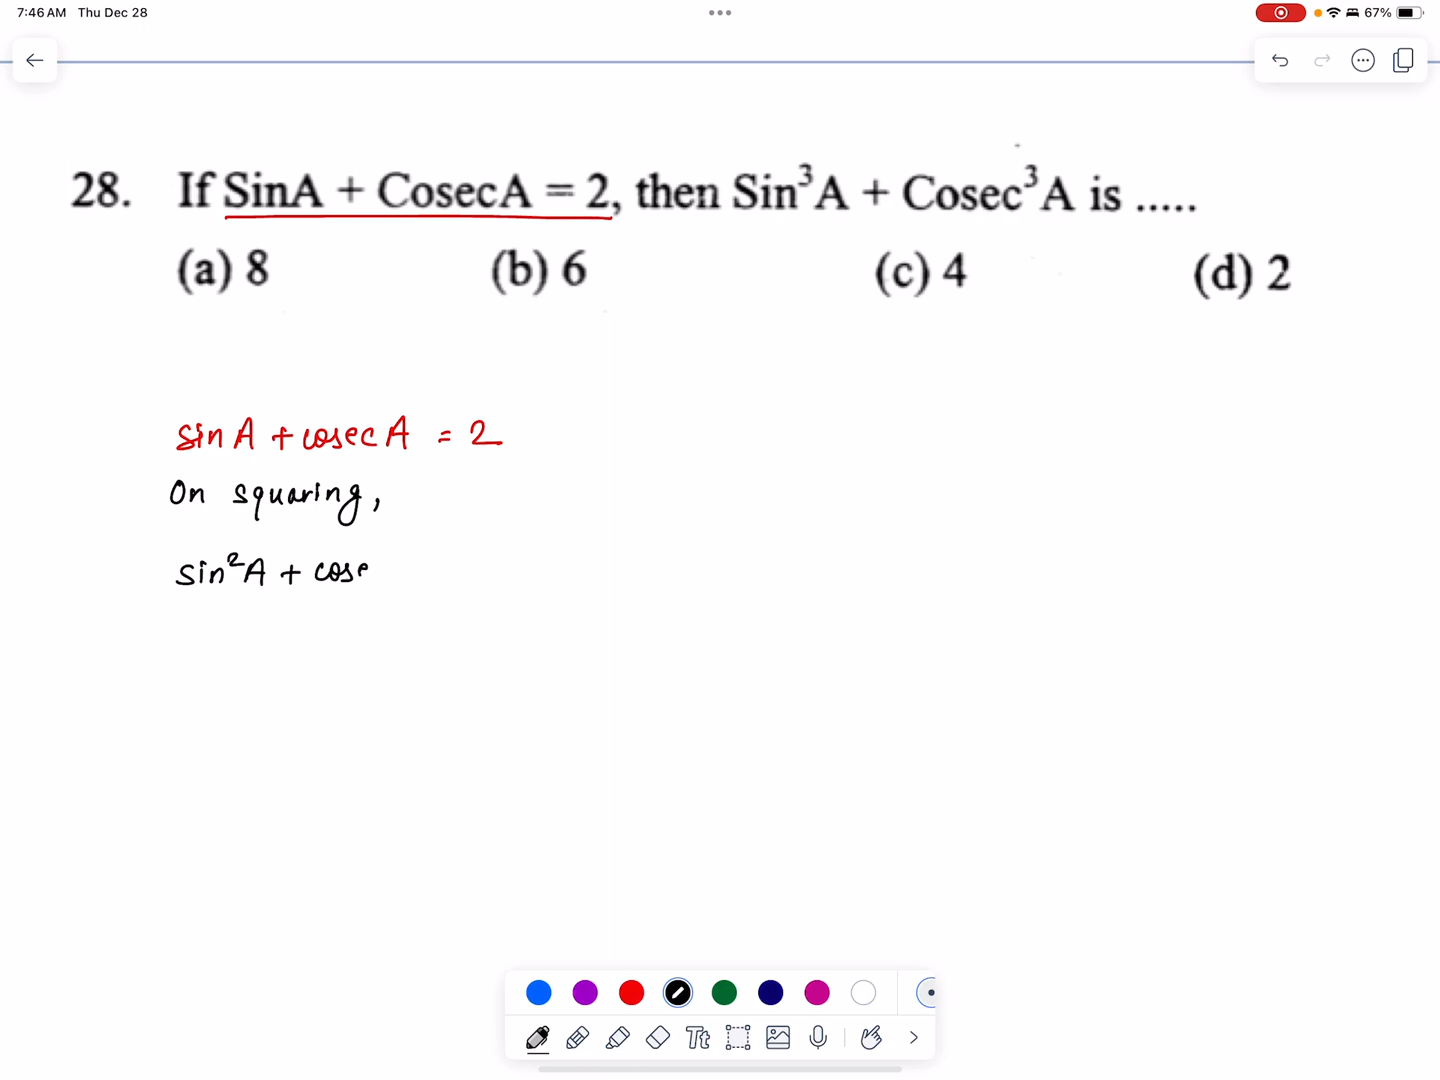 7:46 AM Thu Dec 28
67%
28. If SinA + CosecA = 2, then Sin³A + Cosec³A is .....
(a) 8 (b) 6 (c) 4 (d) 2
sin A + cosec A = 2
On squaring,
sin²A + cose
Tt